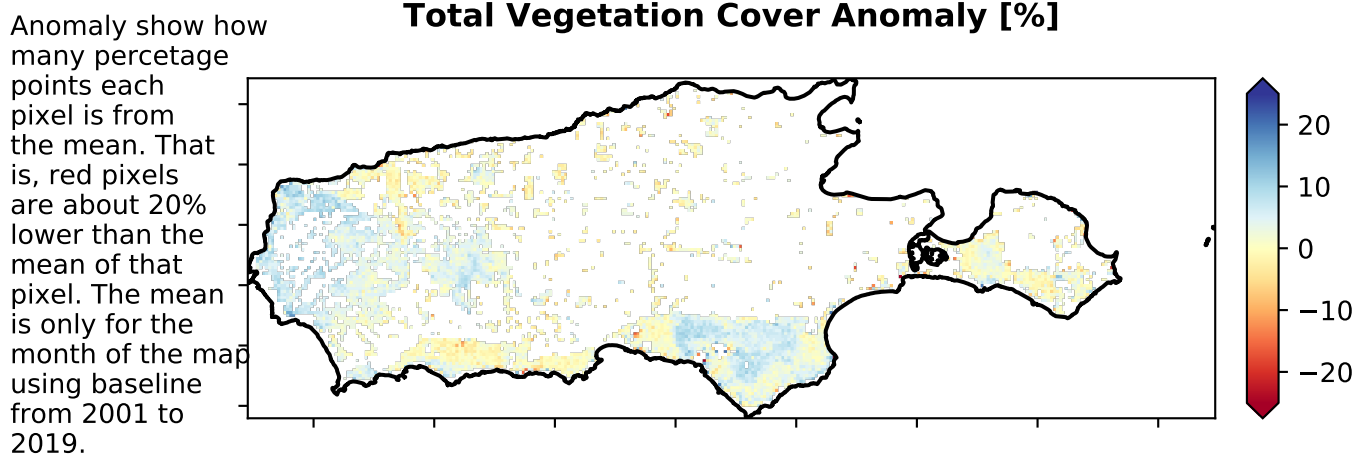 Total Vegetation Cover Anomaly [%]
Anomaly show how
many percetage
points each
pixel is from
the mean. That
is, red pixels
are about 20%
lower than the
mean of that
pixel. The mean
is only for the
month of the map
using baseline
from 2001 to
2019.
20
10
0
−10
−20